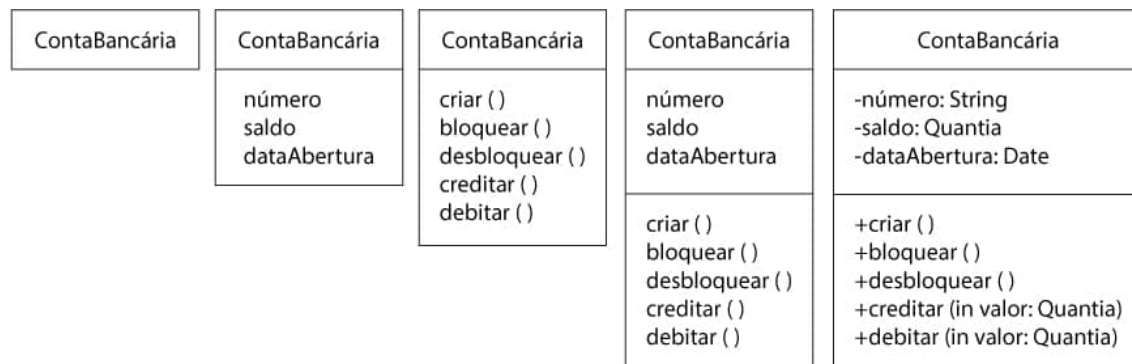 ContaBancária
ContaBancária
número
saldo
dataAbertura
ContaBancária
criar ( )
bloquear ( )
desbloquear ( )
creditar ( )
debitar ( )
ContaBancária
número
saldo
dataAbertura
criar ( )
bloquear ( )
desbloquear ( )
creditar ( )
debitar ( )
ContaBancária
-número: String
-saldo: Quantia
-dataAbertura: Date
+criar ( )
+bloquear ( )
+desbloquear ( )
+creditar (in valor: Quantia)
+debitar (in valor: Quantia)